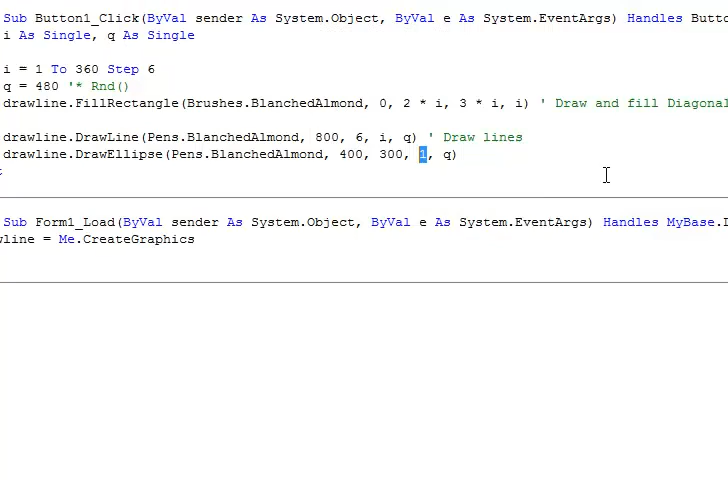 Sub Button1_Click(ByVal sender As System.Object, ByVal e As System.EventArgs) Handles Butto
i As Single, q As Single
i = 1 To 360 Step 6
q = 480 '* Rnd()
drawline.FillRectangle(Brushes.BlanchedAlmond, 0, 2 * i, 3 * i, i) ' Draw and fill Diagonal
drawline.DrawLine(Pens.BlanchedAlmond, 800, 6, i, q) ' Draw lines
drawline.DrawEllipse(Pens.BlanchedAlmond, 400, 300, 1, q)
t
Sub Form1_Load(ByVal sender As System.Object, ByVal e As System.EventArgs) Handles MyBase.
wline = Me.CreateGraphics